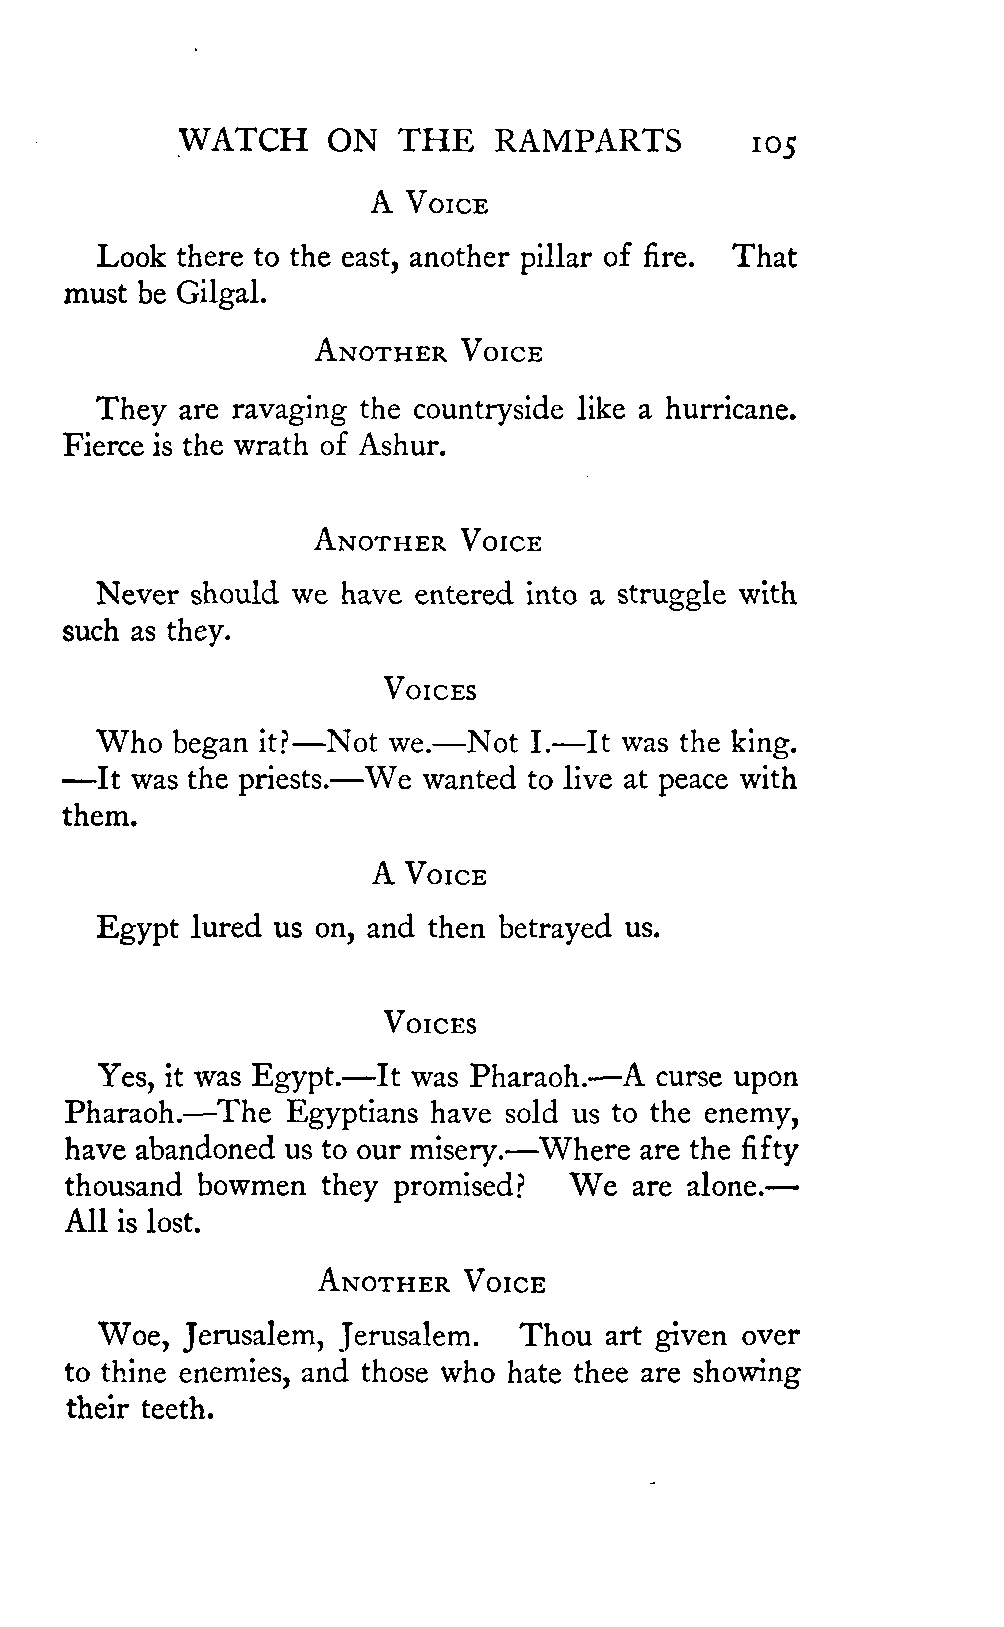 WATCH ON THE RAMPARTS 105
A VOICE
Look there to the east, another pillar of fire. That
must be Gilgal.
ANOTHER VOICE
They are ravaging the countryside like a hurricane.
Fierce is the wrath of Ashur.
ANOTHER VOICE
Never should we have entered into a struggle with
such as they.
VOICES
Who began it?—Not we.—Not I.—It was the king.
—It was the priests.—We wanted to live at peace with
them.
A VOICE
Egypt lured us on, and then betrayed us.
VOICES
Yes, it was Egypt.—It was Pharaoh.—A curse upon
Pharaoh.—The Egyptians have sold us to the enemy,
have abandoned us to our misery.—Where are the fifty
thousand bowmen they promised? We are alone.—
All is lost.
ANOTHER VOICE
Woe, Jerusalem, Jerusalem. Thou art given over
to thine enemies, and those who hate thee are showing
their teeth.